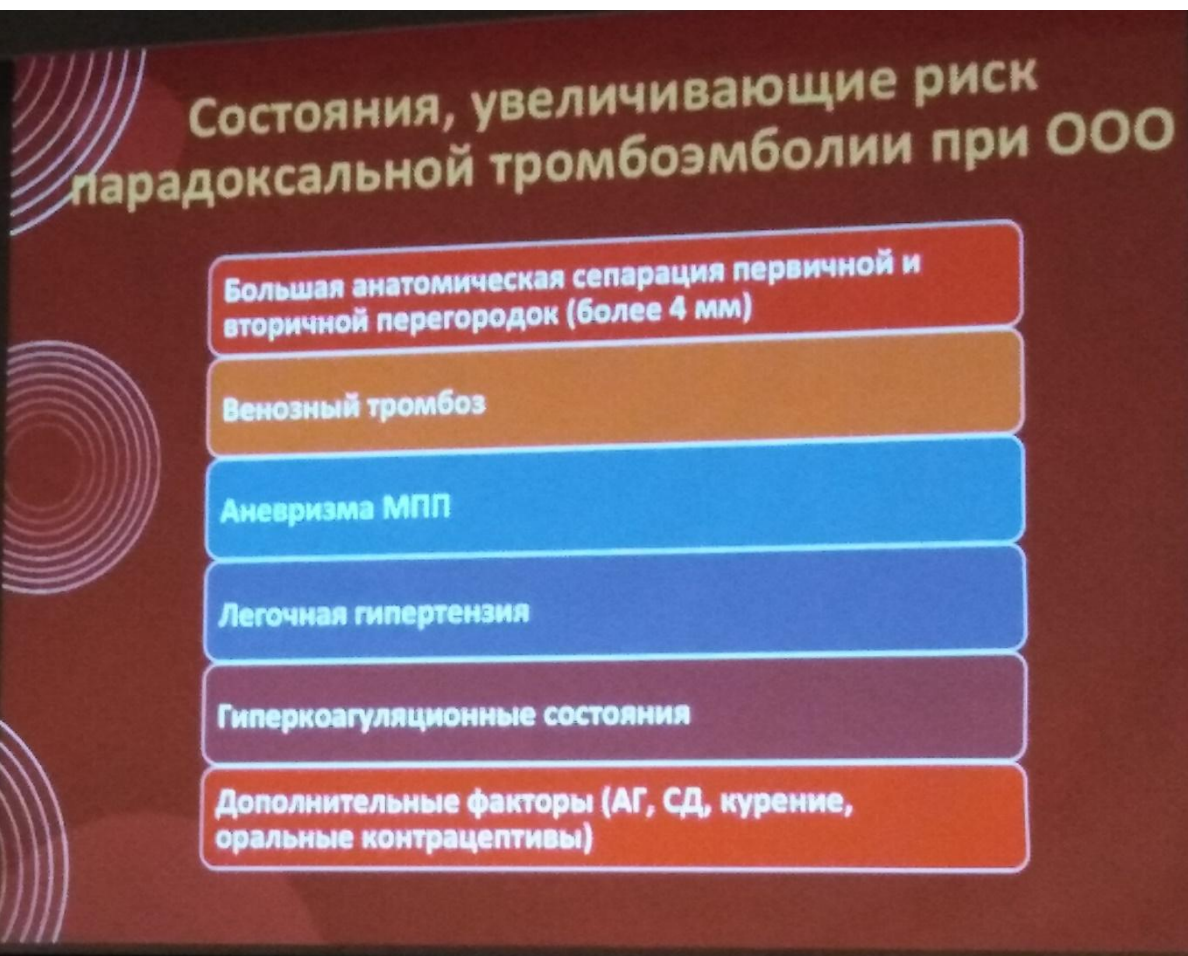 Состояния, увеличивающие риск
парадоксальной тромбоэмболии при ООО
Большая анатомическая сепарация первичной и
вторичной перегородок (более 4 мм)
Венозный тромбоз
Аневризма МПП
Легочная гипертензия
Гиперкоагуляционные состояния
Дополнительные факторы (АГ, СД, курение,
оральные контрацептивы)